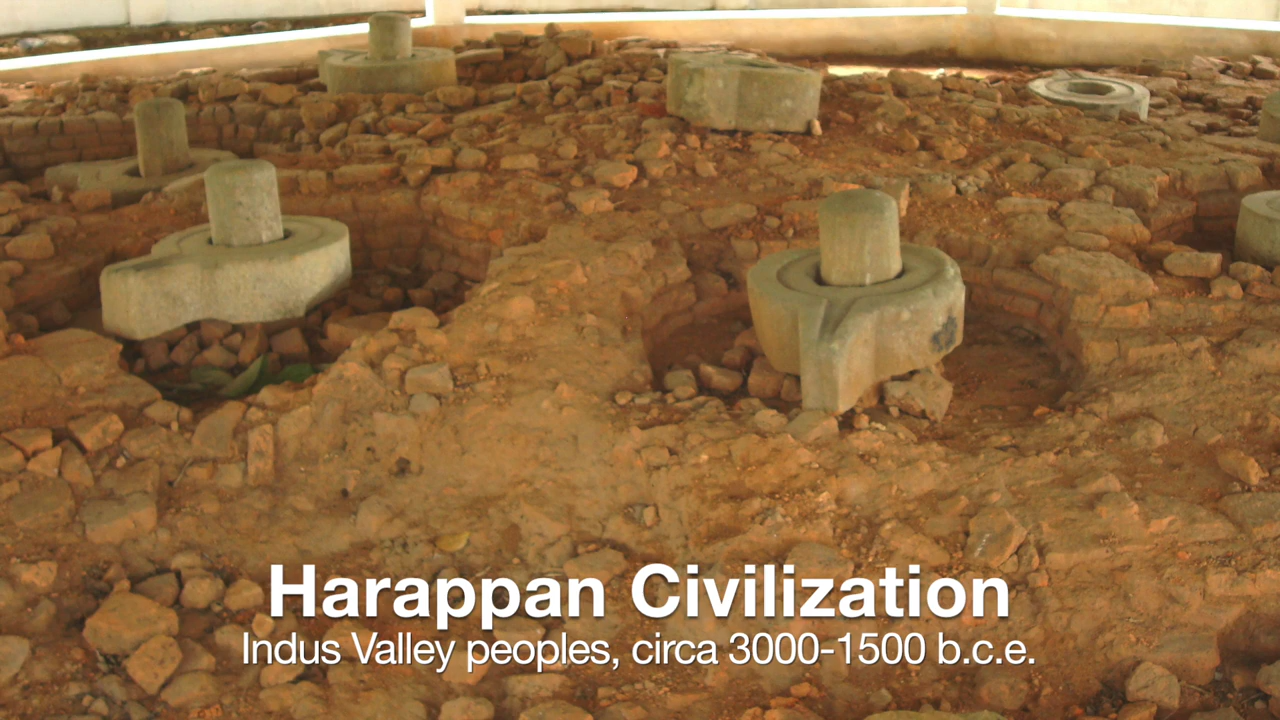 Harappan Civilization
Indus Valley peoples, circa 3000-1500 b.c.e.